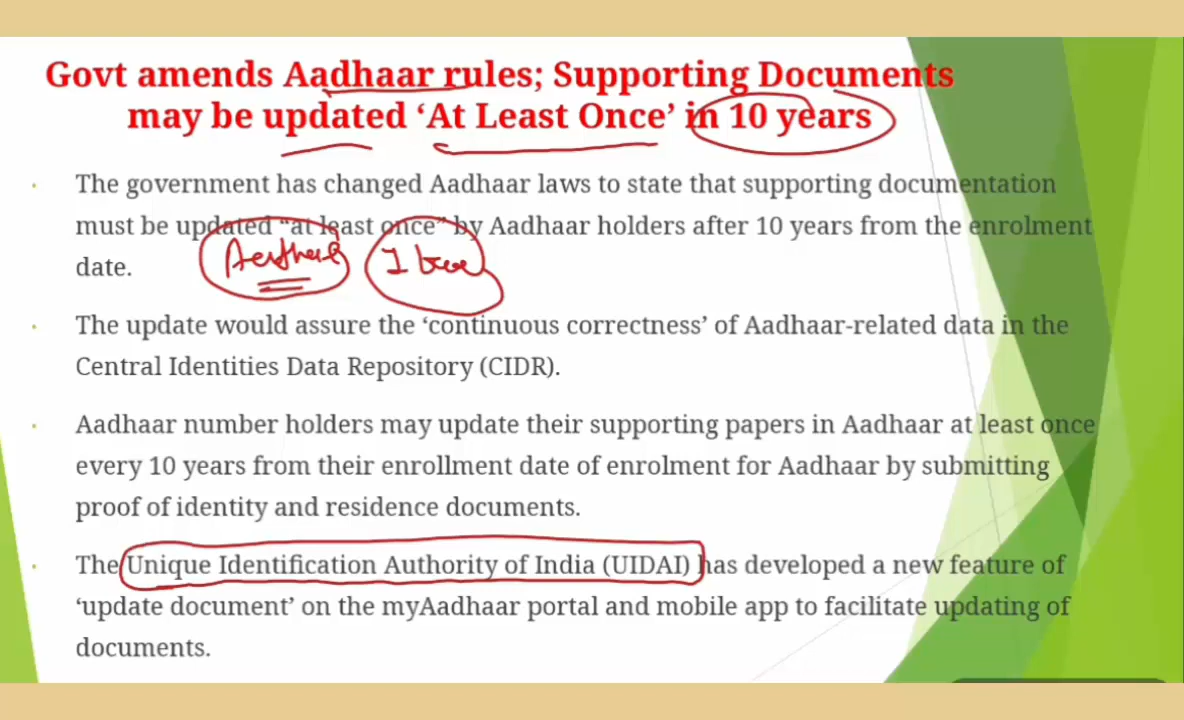 Govt amends Aadhaar rules; Supporting Documents
may be updated ‘At Least Once’ in 10 years
The government has changed Aadhaar laws to state that supporting documentation
must be updated “at least once” by Aadhaar holders after 10 years from the enrolment
date.
The update would assure the ‘continuous correctness’ of Aadhaar-related data in the
Central Identities Data Repository (CIDR).
Aadhaar number holders may update their supporting papers in Aadhaar at least once
every 10 years from their enrollment date of enrolment for Aadhaar by submitting
proof of identity and residence documents.
The Unique Identification Authority of India (UIDAI) has developed a new feature of
‘update document’ on the myAadhaar portal and mobile app to facilitate updating of
documents.